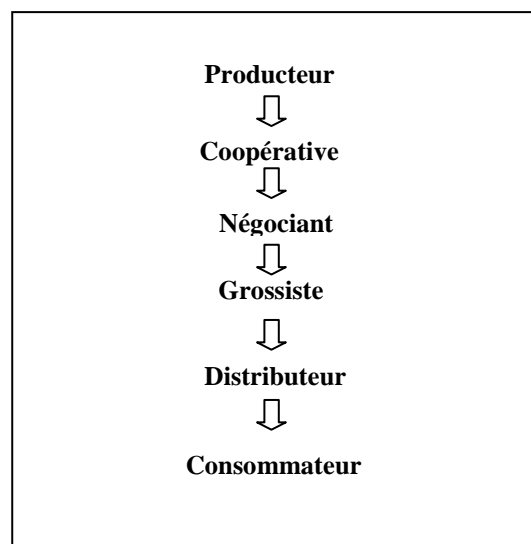 Producteur
Coopérative
Négociant
Grossiste
Distributeur
Consommateur